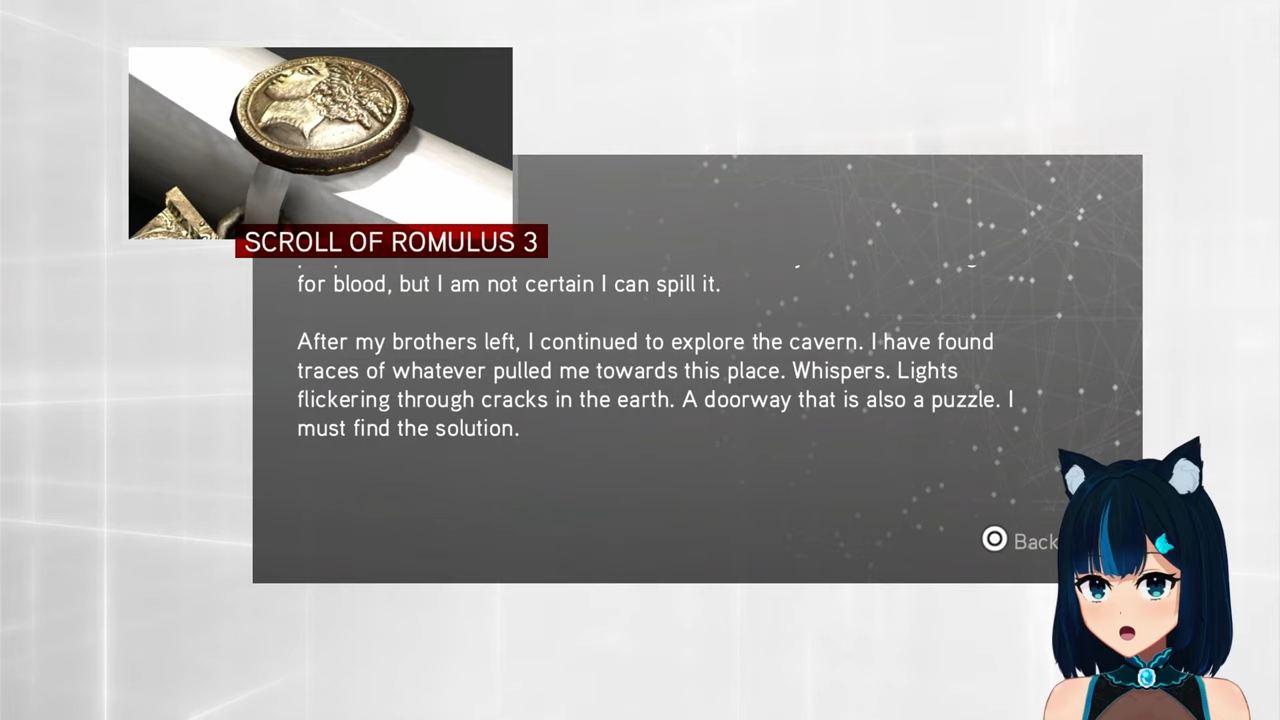 SCROLL OF ROMULUS 3
for blood, but I am not certain I can spill it.
After my brothers left, I continued to explore the cavern. I have found
traces of whatever pulled me towards this place. Whispers. Lights
flickering through cracks in the earth. A doorway that is also a puzzle. I
must find the solution.
Back